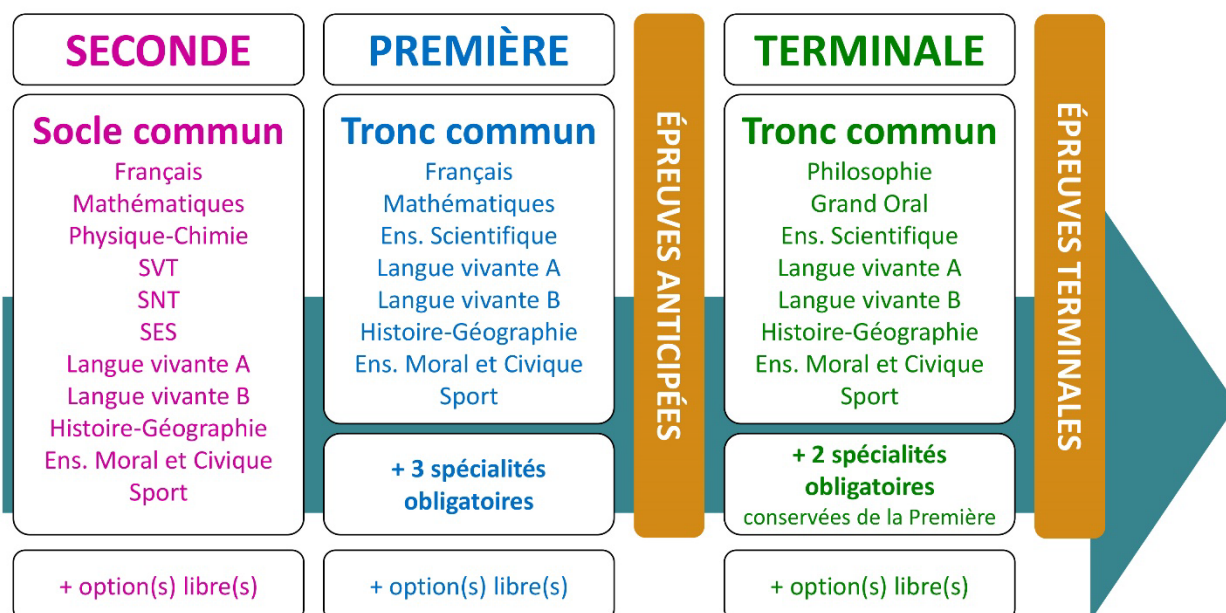 SECONDE
Socle commun
Français
Mathématiques
Physique-Chimie
SVT
SNT
SES
Langue vivante A
Langue vivante B
Histoire-Géographie
Ens. Moral et Civique
Sport
+ option(s) libre(s)
PREMIÈRE
Tronc commun
Français
Mathématiques
Ens. Scientifique
Langue vivante A
Langue vivante B
Histoire-Géographie
Ens. Moral et Civique
Sport
+ 3 spécialités
obligatoires
+ option(s) libre(s)
ÉPREUVES ANTICIPÉES
TERMINALE
Tronc commun
Philosophie
Grand Oral
Ens. Scientifique
Langue vivante A
Langue vivante B
Histoire-Géographie
Ens. Moral et Civique
Sport
+ 2 spécialités
obligatoires
conservées de la Première
+ option(s) libre(s)
ÉPREUVES TERMINALES